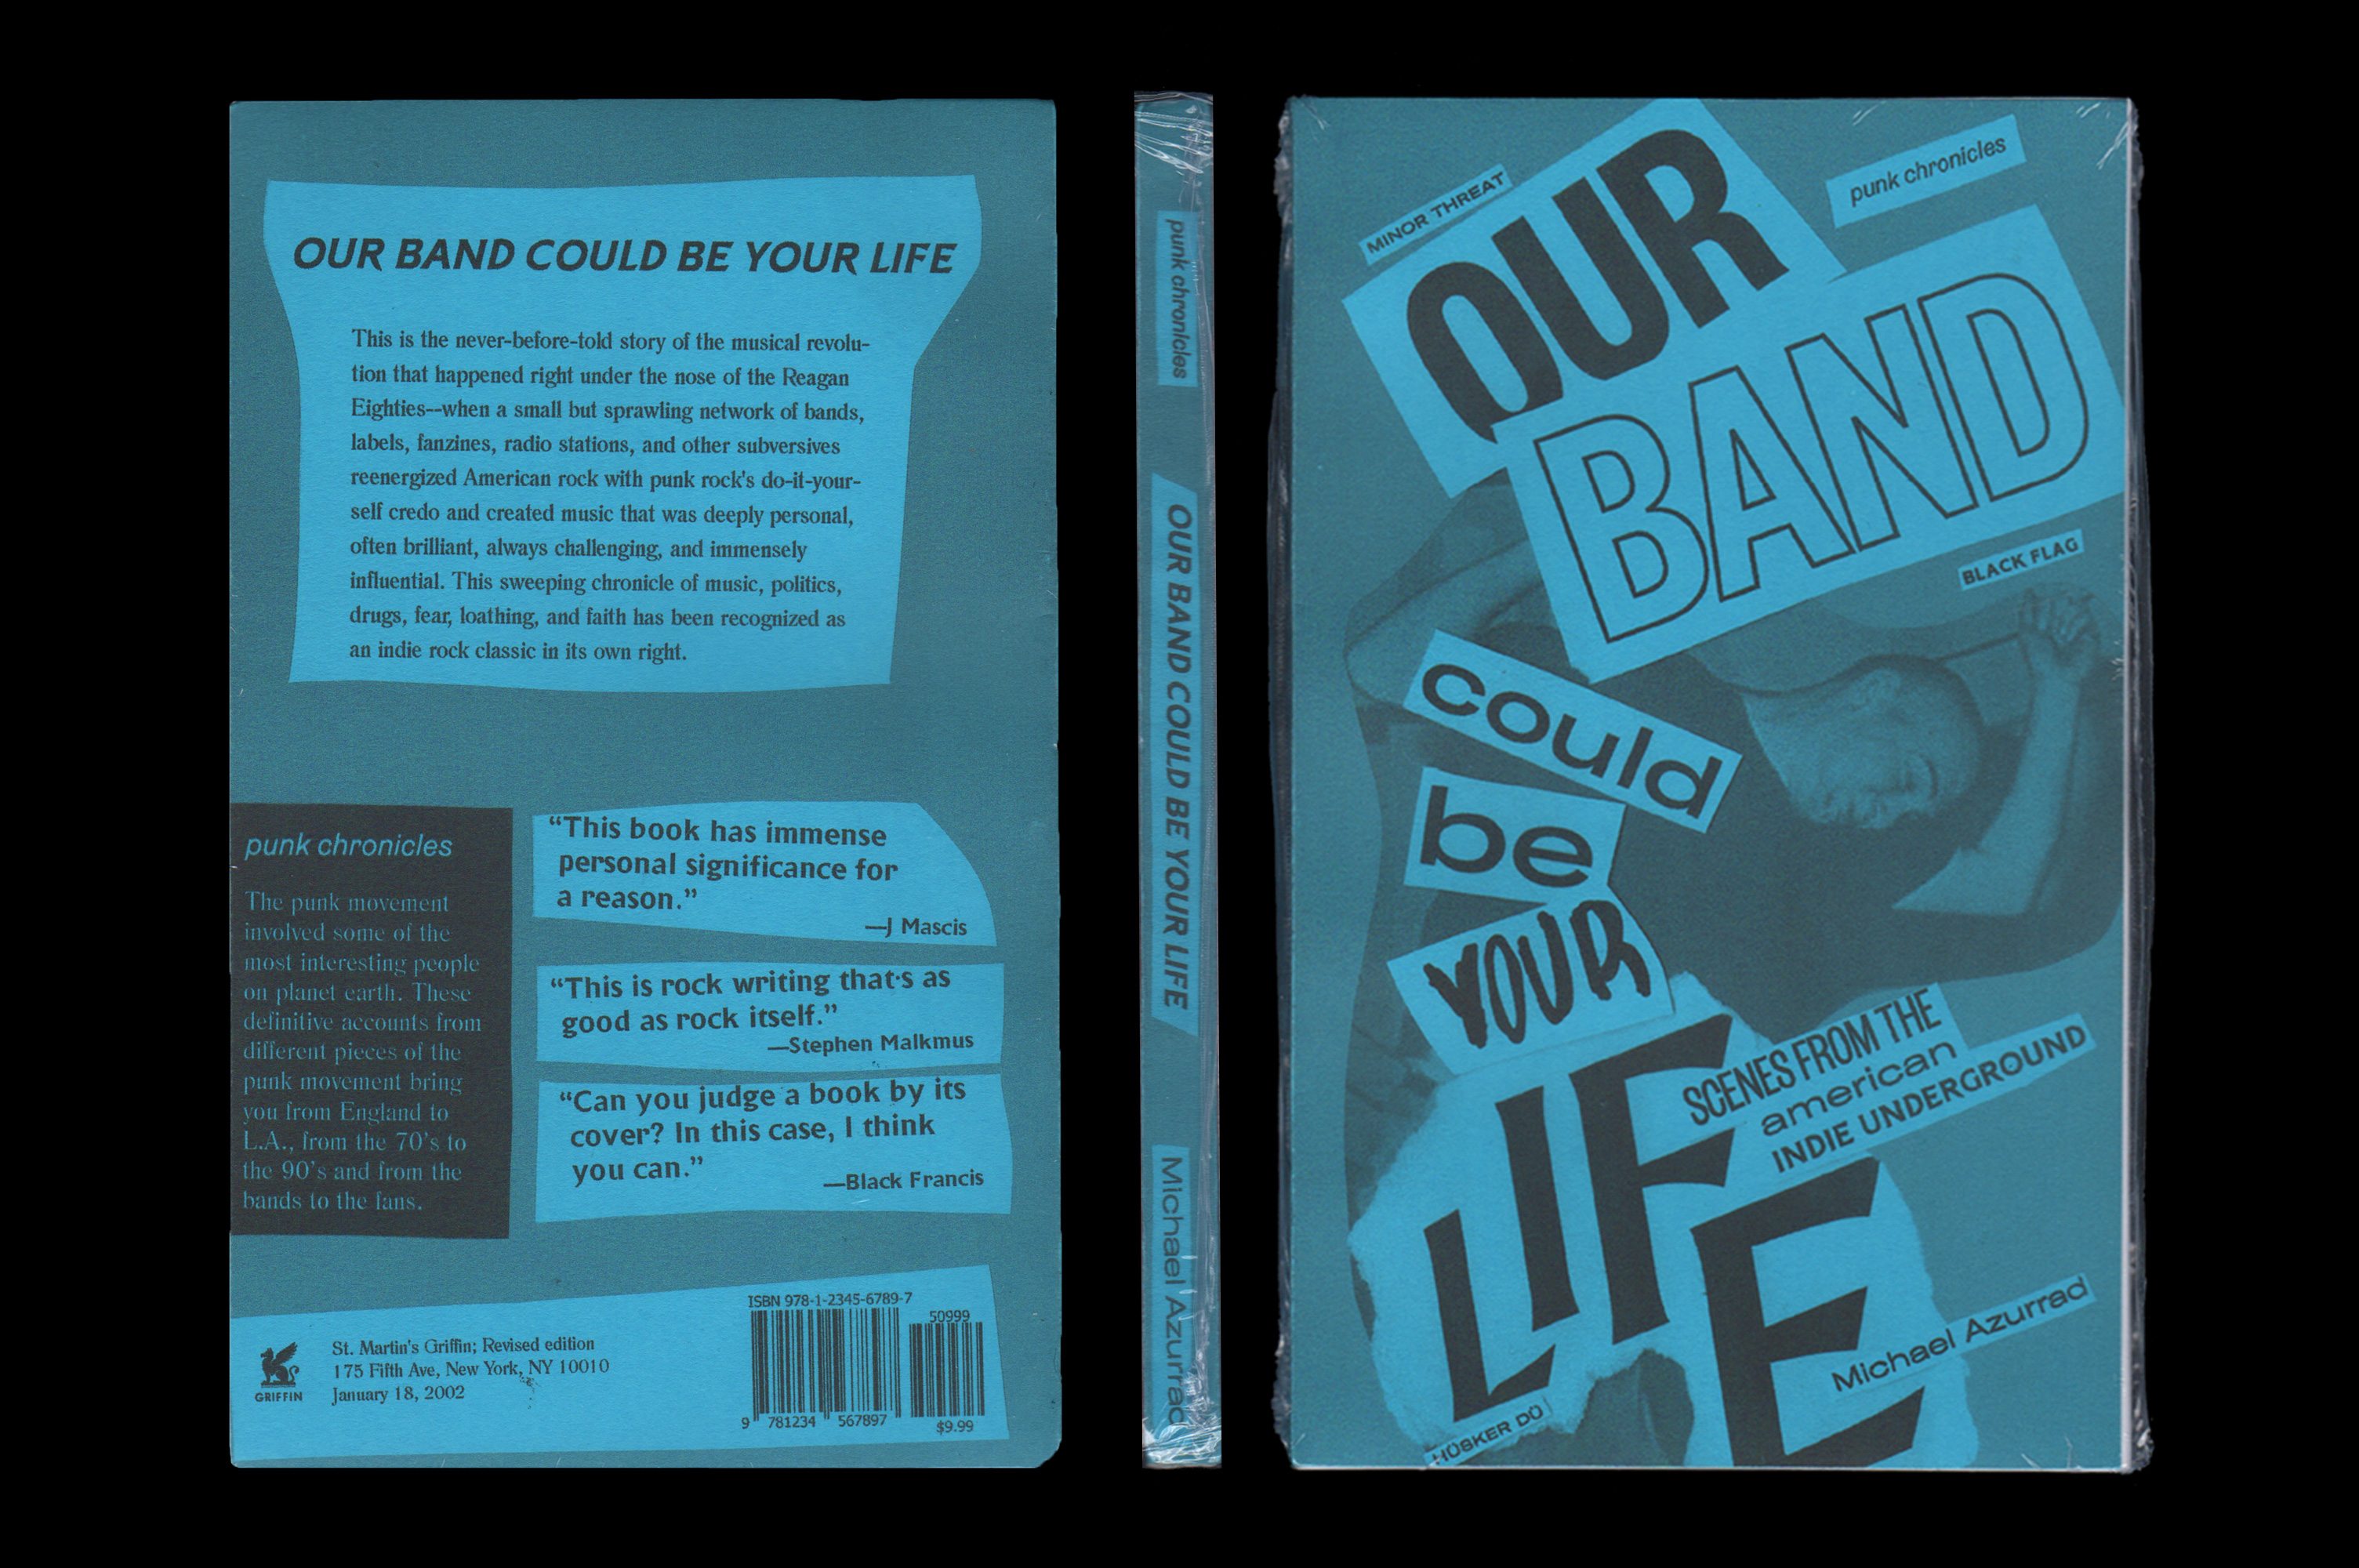 OUR BAND COULD BE YOUR LIFE
This is the never-before-told story of the musical revolu-
tion that happened right under the nose of the Reagan
Eighties--when a small but sprawling network of bands,
labels, fanzines, radio stations, and other subversives
reenergized American rock with punk rock's do-it-your-
self credo and created music that was deeply personal,
often brilliant, always challenging, and immensely
influential. This sweeping chronicle of music, politics,
drugs, fear, loathing, and faith has been recognized as
an indie rock classic in its own right.
punk chronicles
The punk movement
involved some of the
most interesting people
on planet earth. These
definitive accounts from
different pieces of the
punk movement bring
you from England to
L.A., from the 70's to
the 90's and from the
bands to the fans.
“This book has immense
personal significance for
a reason.”
—J Mascis
“This is rock writing that·s as
good as rock itself.”
—Stephen Malkmus
“Can you judge a book by its
cover? In this case, I think
you can.”
—Black Francis
GRIFFIN
St. Martin's Griffin; Revised edition
175 Fifth Ave, New York, NY 10010
January 18, 2002
ISBN 978-1-2345-6789-7
50999
9 781234 567897
$9.99
punk chronicles
OUR BAND COULD BE YOUR LIFE
Michael Azurrad
MINOR THREAT
punk chronicles
OUR
BAND
BLACK FLAG
could
be
YOUR
LIFE
SCENES FROM THE
american
INDIE UNDERGROUND
Michael Azurrad
HÜSKER DÜ